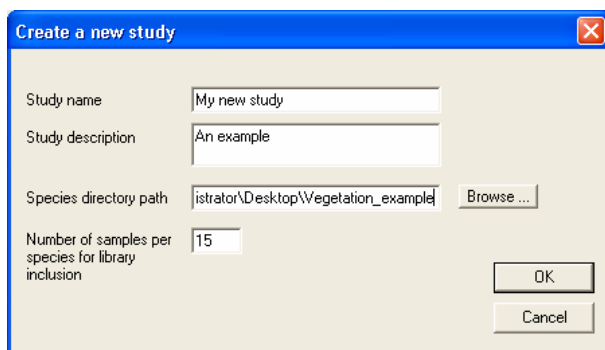 Create a new study
Study name
My new study
Study description
An example
Species directory path
istrator\Desktop\Vegetation_example
Browse ...
Number of samples per
species for library
inclusion
15
OK
Cancel